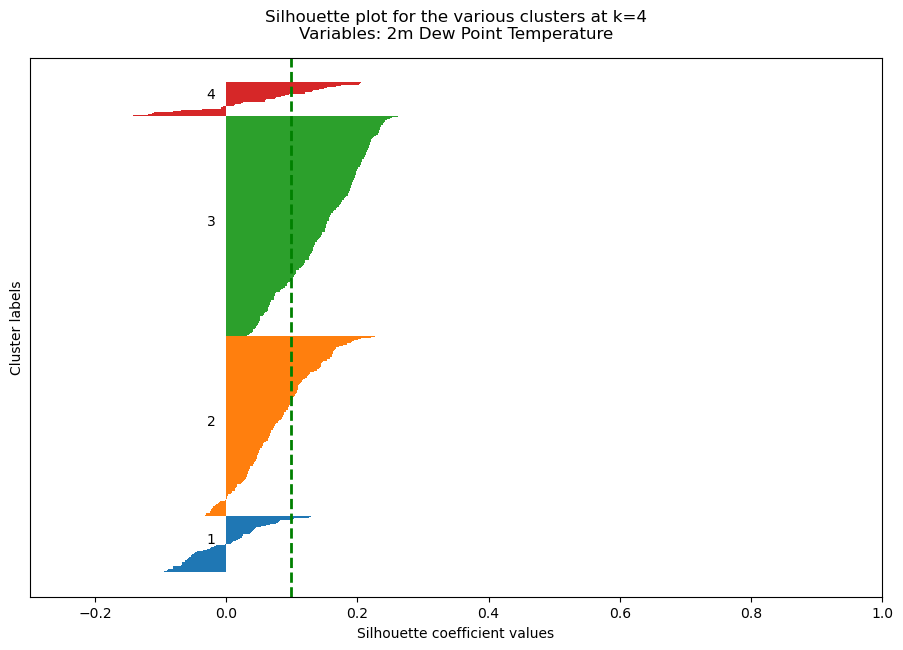 Silhouette plot for the various clusters at k=4
Variables: 2m Dew Point Temperature
4
3
2
1
Cluster labels
−0.2 0.0 0.2 0.4 0.6 0.8 1.0
Silhouette coefficient values